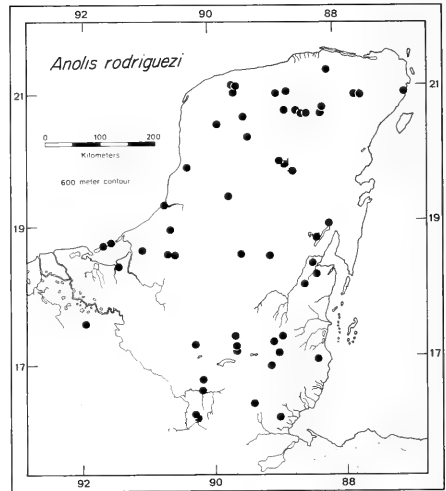 92 90 88
Anolis rodriguezi
21 21
0 100 200
Kilometers
600 meter contour
19 19
17 17
92 90 88